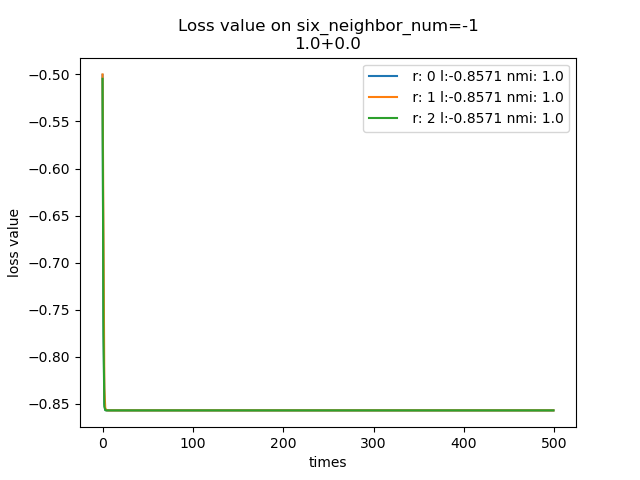 Loss value on six_neighbor_num=-1
1.0+0.0
r: 0 l:-0.8571 nmi: 1.0
r: 1 l:-0.8571 nmi: 1.0
r: 2 l:-0.8571 nmi: 1.0
−0.50
−0.55
−0.60
−0.65
−0.70
−0.75
−0.80
−0.85
loss value
0 100 200 300 400 500
times